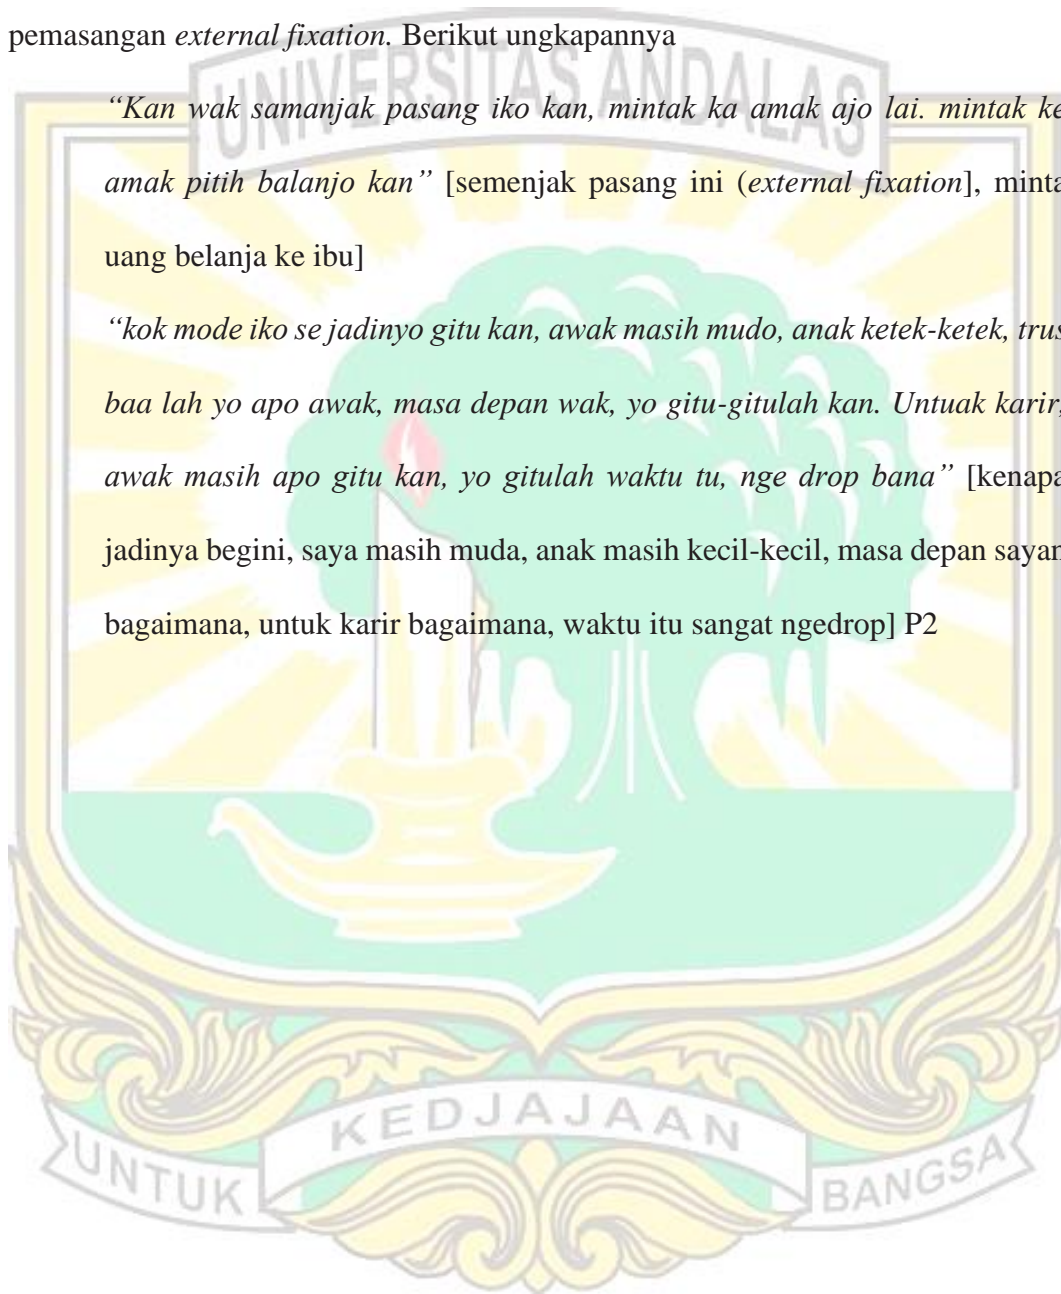 pemasangan external fixation. Berikut ungkapannya
UNIVERSITAS ANDALAS
“Kan wak samanjak pasang iko kan, mintak ka amak ajo lai. mintak ke
amak pitih balanjo kan” [semenjak pasang ini (external fixation], minta
uang belanja ke ibu]
“kok mode iko se jadinyo gitu kan, awak masih mudo, anak ketek-ketek, trus
baa lah yo apo awak, masa depan wak, yo gitu-gitulah kan. Untuak karir,
awak masih apo gitu kan, yo gitulah waktu tu, nge drop bana” [kenapa
jadinya begini, saya masih muda, anak masih kecil-kecil, masa depan sayan
bagaimana, untuk karir bagaimana, waktu itu sangat ngedrop] P2
UNTUK KEDJAJAAN BANGSA